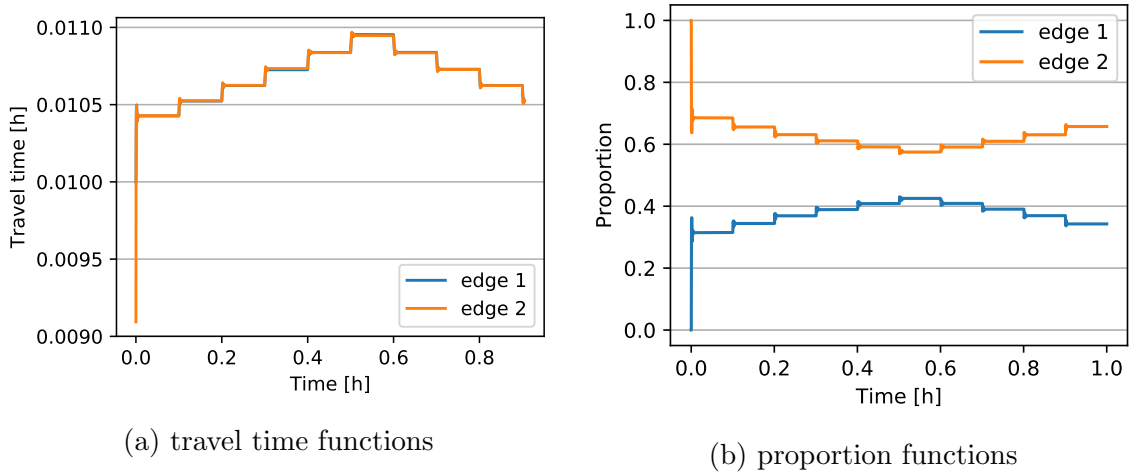 0.0110
0.0105
0.0100
0.0095
0.0090
Travel time [h]
0.0
0.2
0.4
0.6
0.8
Time [h]
edge 1
edge 2
(a) travel time functions
1.0
0.8
0.6
0.4
0.2
0.0
Proportion
0.0
0.2
0.4
0.6
0.8
1.0
Time [h]
edge 1
edge 2
(b) proportion functions